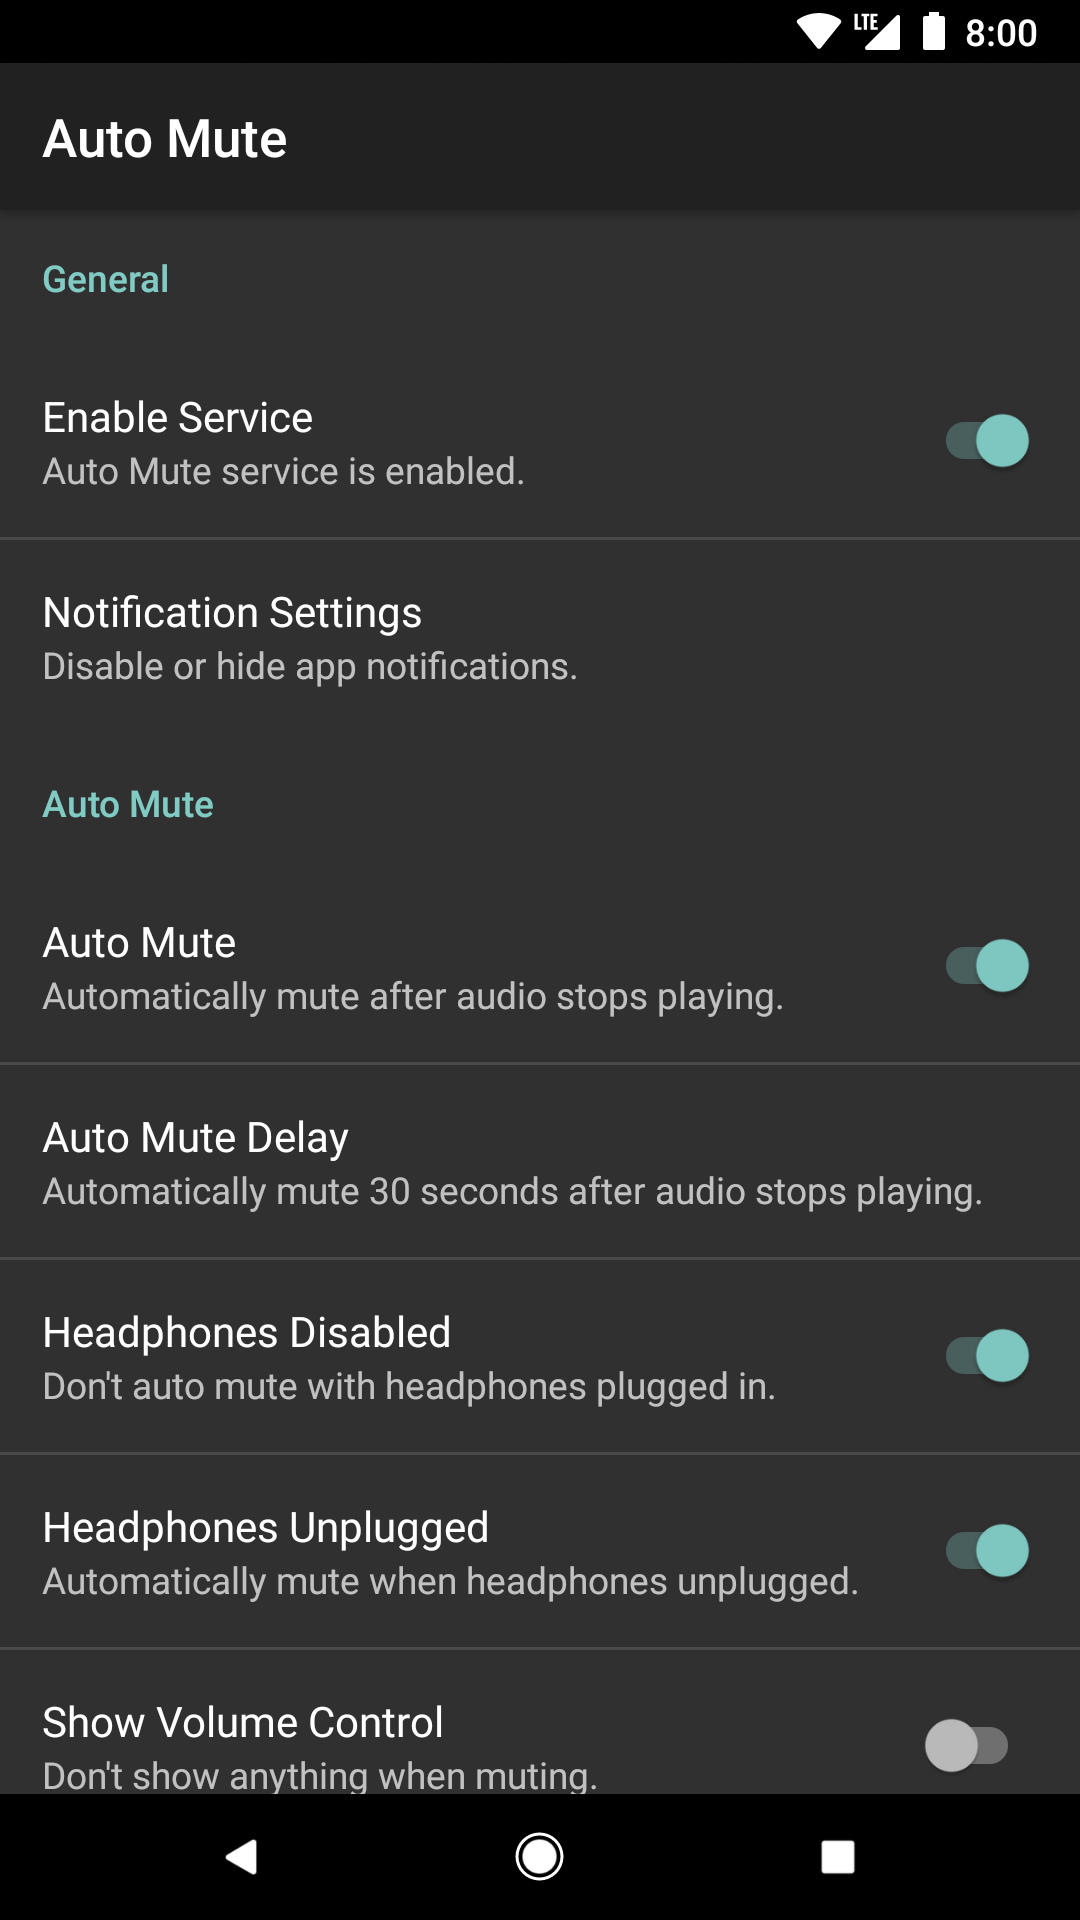 LTE 8:00
Auto Mute
General
Enable Service
Auto Mute service is enabled.
Notification Settings
Disable or hide app notifications.
Auto Mute
Auto Mute
Automatically mute after audio stops playing.
Auto Mute Delay
Automatically mute 30 seconds after audio stops playing.
Headphones Disabled
Don't auto mute with headphones plugged in.
Headphones Unplugged
Automatically mute when headphones unplugged.
Show Volume Control
Don't show anything when muting.